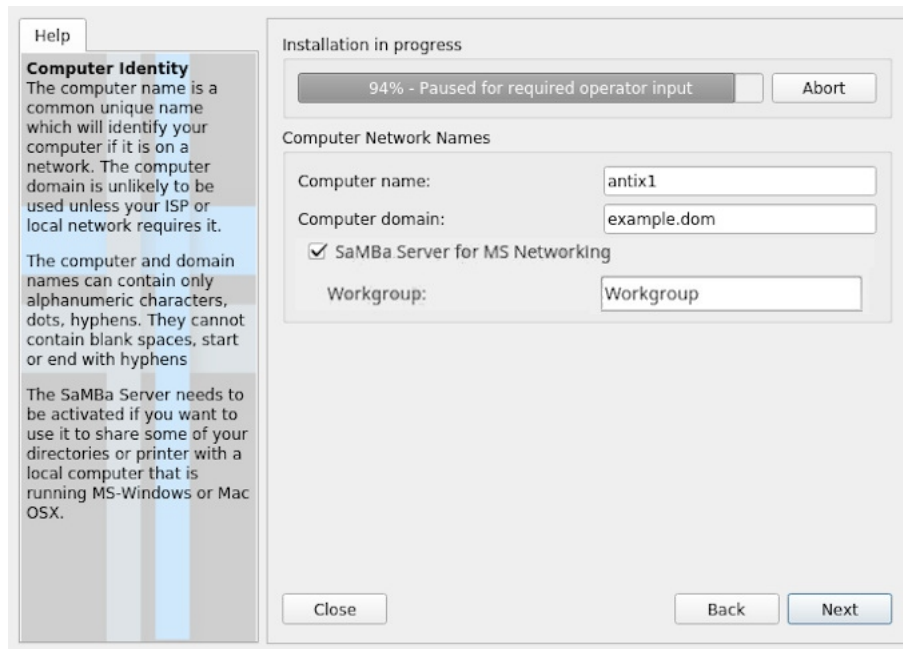 Help
Computer Identity
The computer name is a
common unique name
which will identify your
computer if it is on a
network. The computer
domain is unlikely to be
used unless your ISP or
local network requires it.
The computer and domain
names can contain only
alphanumeric characters,
dots, hyphens. They cannot
contain blank spaces, start
or end with hyphens
The SaMBa Server needs to
be activated if you want to
use it to share some of your
directories or printer with a
local computer that is
running MS-Windows or Mac
OSX.
Installation in progress
94% - Paused for required operator input
Abort
Computer Network Names
Computer name:
antix1
Computer domain:
example.dom
SaMBa Server for MS Networking
Workgroup:
Workgroup
Close
Back
Next